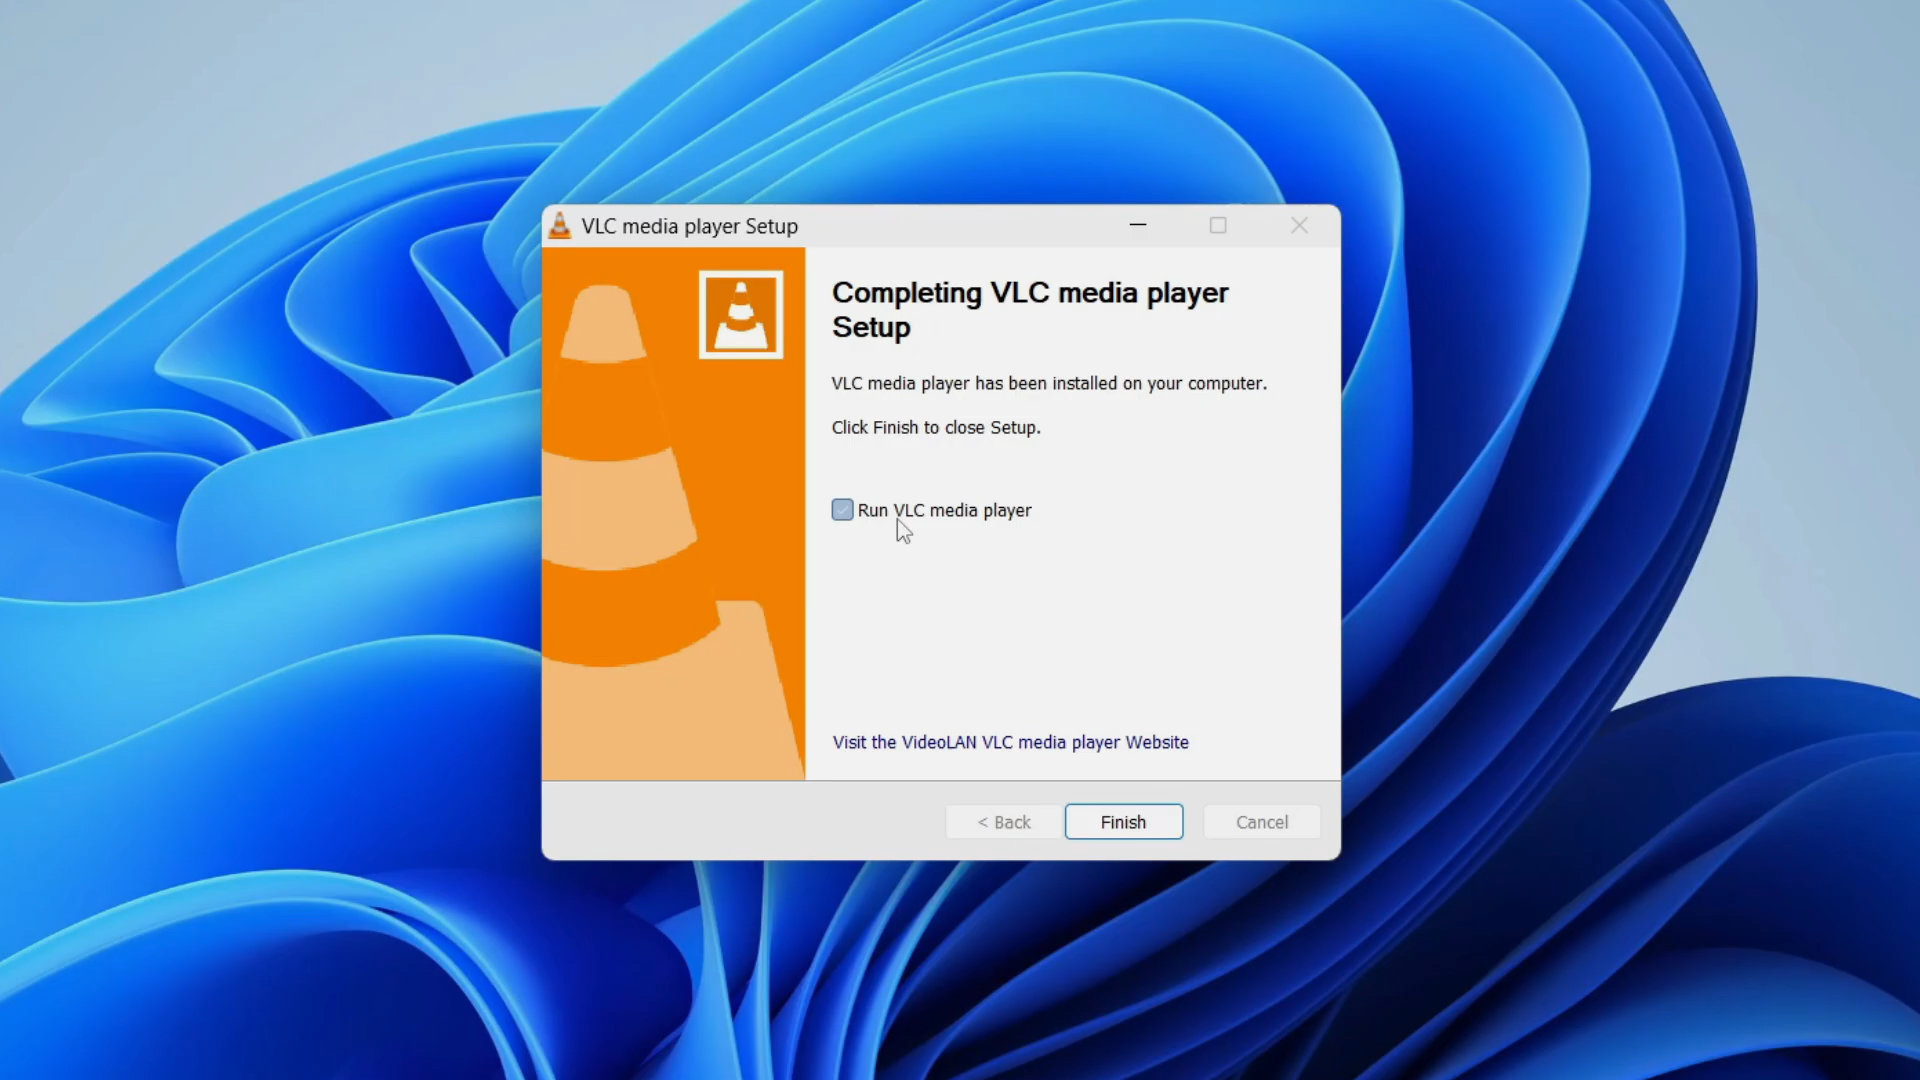 VLC media player Setup
Completing VLC media player
Setup
VLC media player has been installed on your computer.
Click Finish to close Setup.
Run VLC media player
Visit the VideoLAN VLC media player Website
< Back
Finish
Cancel